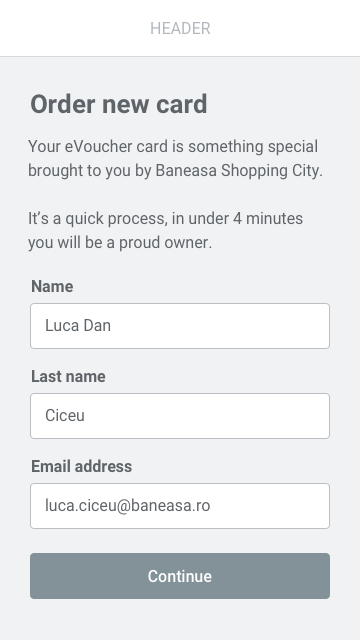 HEADER
Order new card
Your eVoucher card is something special
brought to you by Baneasa Shopping City.
It’s a quick process, in under 4 minutes
you will be a proud owner.
Name
Luca Dan
Last name
Ciceu
Email address
luca.ciceu@baneasa.ro
Continue